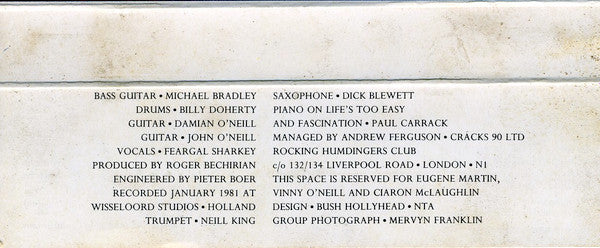 BASS GUITAR • MICHAEL BRADLEY
DRUMS • BILLY DOHERTY
GUITAR • DAMIAN O'NEILL
GUITAR • JOHN O'NEILL
VOCALS • FEARGAL SHARKEY
PRODUCED BY ROGER BECHIRIAN
ENGINEERED BY PIETER BOER
RECORDED JANUARY 1981 AT
WISSELOORD STUDIOS • HOLLAND
TRUMPET • NEILL KING
SAXOPHONE • DICK BLEWETT
PIANO ON LIFE'S TOO EASY
AND FASCINATION • PAUL CARRACK
MANAGED BY ANDREW FERGUSON • CRACKS 90 LTD
ROCKING HUMDINGERS CLUB
c/o 132/134 LIVERPOOL ROAD • LONDON • N1
THIS SPACE IS RESERVED FOR EUGENE MARTIN,
VINNY O'NEILL AND CIARON McLAUGHLIN
DESIGN • BUSH HOLLYHEAD • NTA
GROUP PHOTOGRAPH • MERVYN FRANKLIN